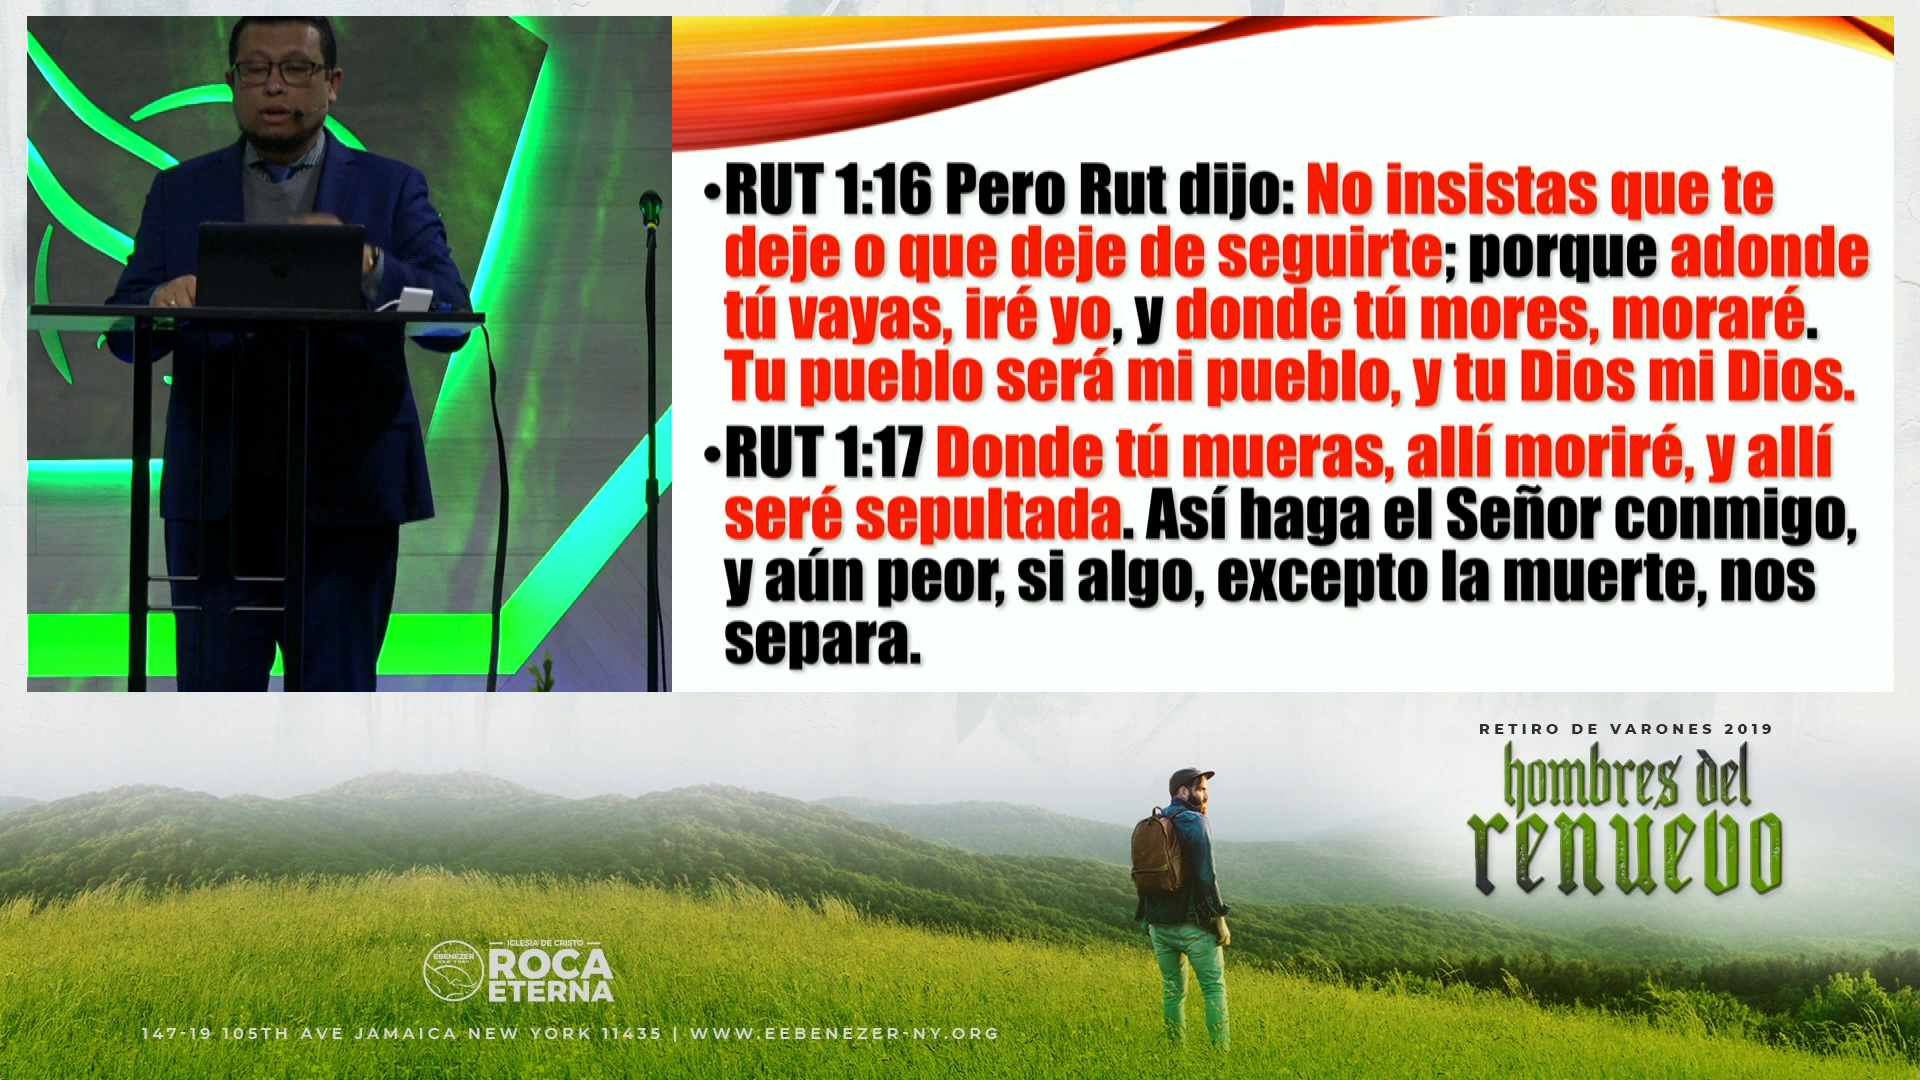 •RUT 1:16 Pero Rut dijo: No insistas que te
deje o que deje de seguirte; porque adonde
tú vayas, iré yo, y donde tú mores, moraré.
Tu pueblo será mi pueblo, y tu Dios mi Dios.
•RUT 1:17 Donde tú mueras, allí moriré, y allí
seré sepultada. Así haga el Señor conmigo,
y aún peor, si algo, excepto la muerte, nos
separa.
RETIRO DE VARONES 2019
hombres del
renuevo
EBENEZER
NEW YORK
IGLESIA DE CRISTO
ROCA
ETERNA
147-19 105TH AVE JAMAICA NEW YORK 11435 | WWW.EEBENEZER-NY.ORG